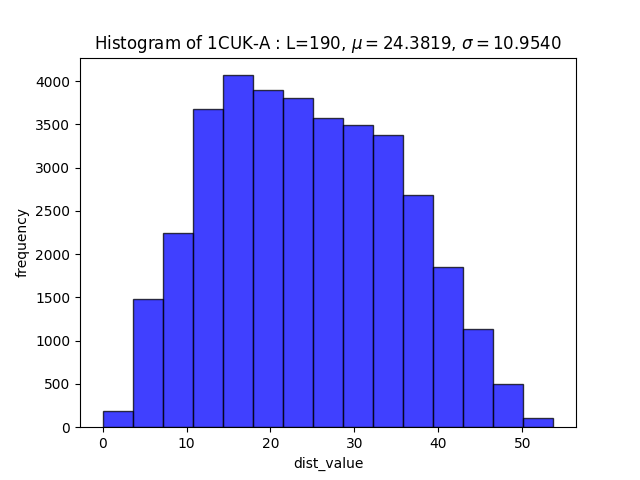 Histogram of 1CUK-A : L=190, μ = 24.3819, σ = 10.9540
4000
3500
3000
2500
2000
1500
1000
500
0
frequency
0 10 20 30 40 50
dist_value